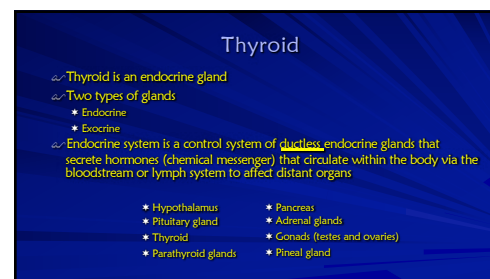 Thyroid
Thyroid is an endocrine gland
Two types of glands
Endocrine
Exocrine
Endocrine system is a control system of ductless endocrine glands that
secrete hormones (chemical messenger) that circulate within the body via the
bloodstream or lymph system to affect distant organs
Hypothalamus
Pituitary gland
Thyroid
Parathyroid glands
Pancreas
Adrenal glands
Gonads (testes and ovaries)
Pineal gland